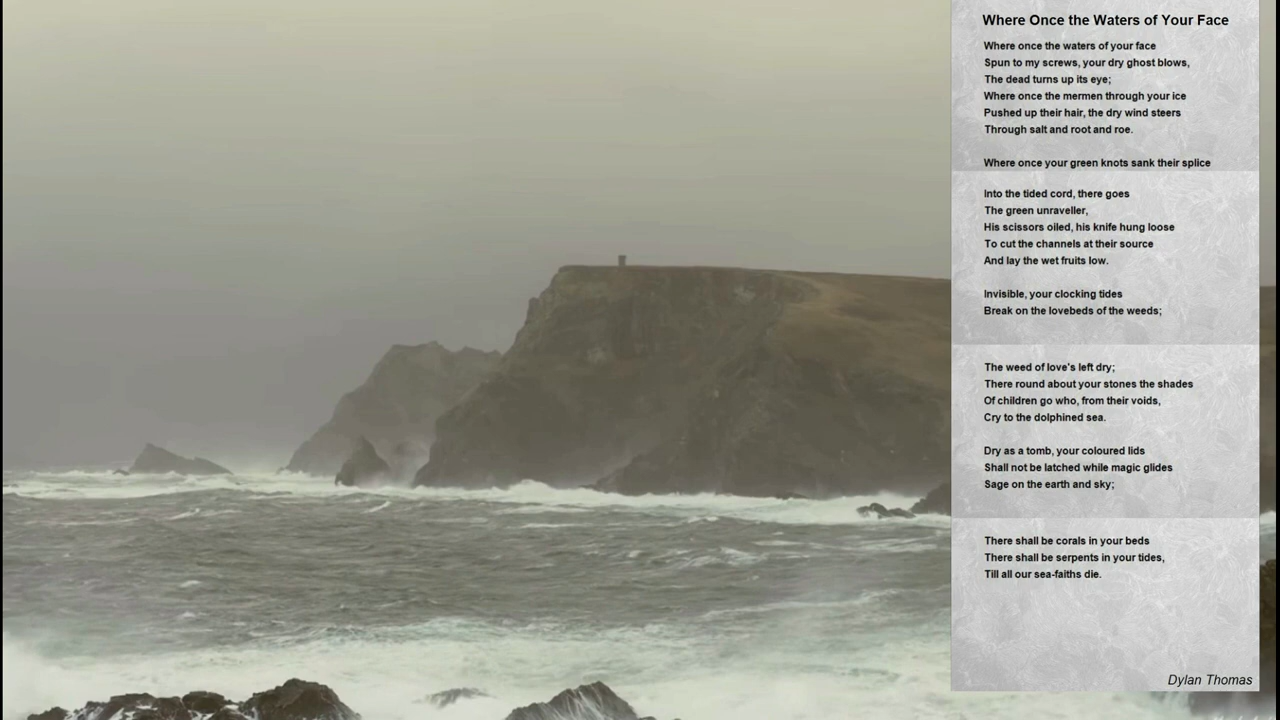 Where Once the Waters of Your Face
Where once the waters of your face
Spun to my screws, your dry ghost blows,
The dead turns up its eye;
Where once the mermen through your ice
Pushed up their hair, the dry wind steers
Through salt and root and roe.
Where once your green knots sank their splice
Into the tided cord, there goes
The green unraveller,
His scissors oiled, his knife hung loose
To cut the channels at their source
And lay the wet fruits low.
Invisible, your clocking tides
Break on the lovebeds of the weeds;
The weed of love's left dry;
There round about your stones the shades
Of children go who, from their voids,
Cry to the dolphined sea.
Dry as a tomb, your coloured lids
Shall not be latched while magic glides
Sage on the earth and sky;
There shall be corals in your beds
There shall be serpents in your tides,
Till all our sea-faiths die.
Dylan Thomas